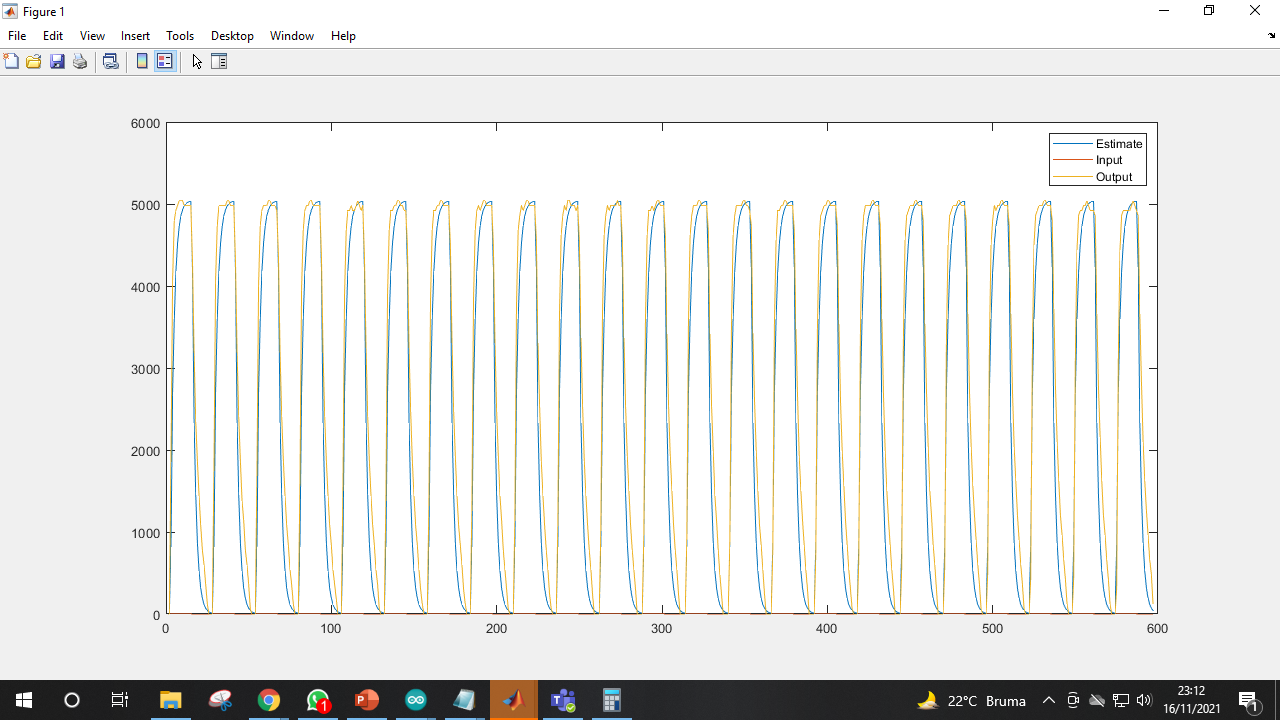 Figure 1
File Edit View Insert Tools Desktop Window Help
6000
5000
4000
3000
2000
1000
0
0 100 200 300 400 500 600
Estimate
Input
Output
1
22°C Bruma
23:12
16/11/2021
1